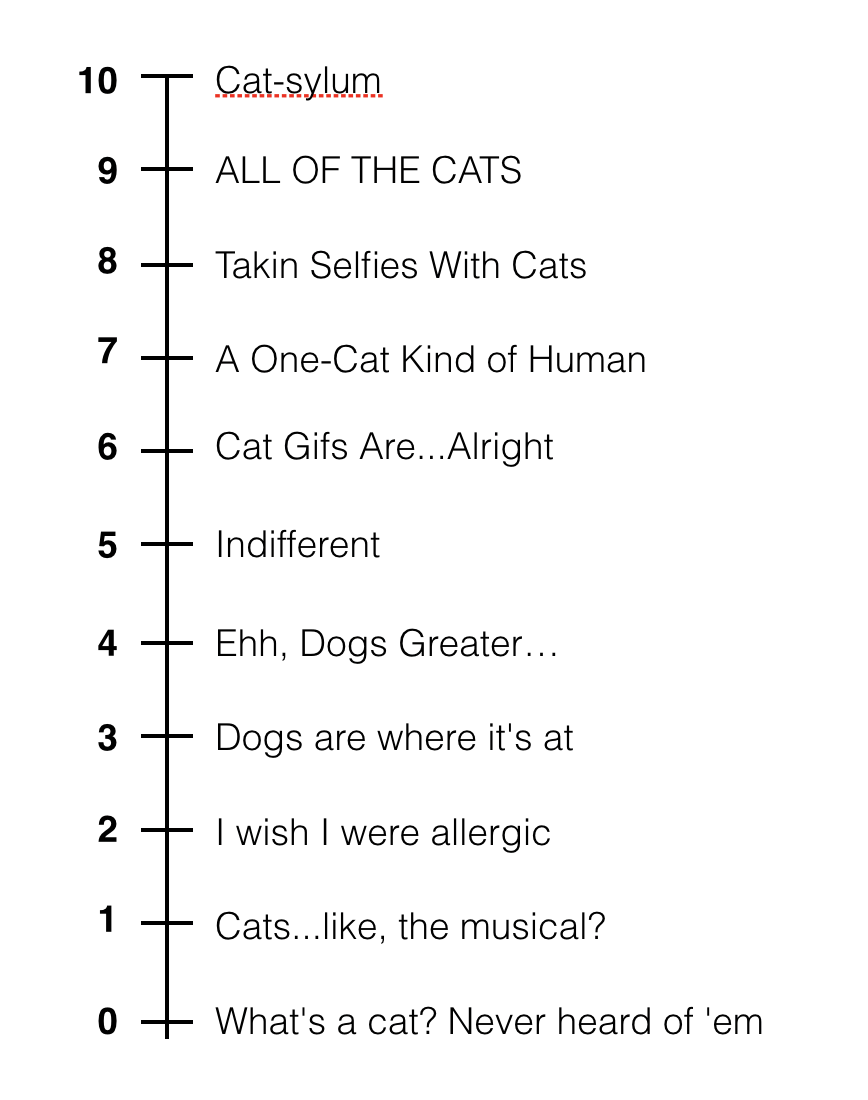 10 Cat-sylum
9 ALL OF THE CATS
8 Takin Selfies With Cats
7 A One-Cat Kind of Human
6 Cat Gifs Are...Alright
5 Indifferent
4 Ehh, Dogs Greater…
3 Dogs are where it's at
2 I wish I were allergic
1 Cats...like, the musical?
0 What's a cat? Never heard of 'em